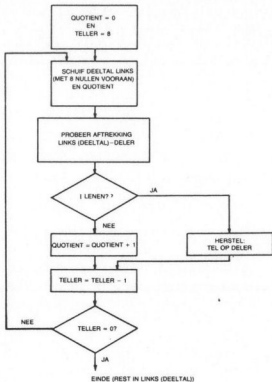 QUOTIENT = 0
EN
TELLER = 8
SCHUIF DEELTAL LINKS
(MET 8 NULLEN VOORAAN)
EN QUOTIENT
PROBEER AFTREKKING
LINKS (DEELTAL) - DELER
LENEN?
JA
NEE
QUOTIENT = QUOTIENT + 1
HERSTEL:
TEL OP DELER
TELLER = TELLER - 1
NEE
TELLER = 0?
JA
EINDE (REST IN LINKS (DEELTAL))